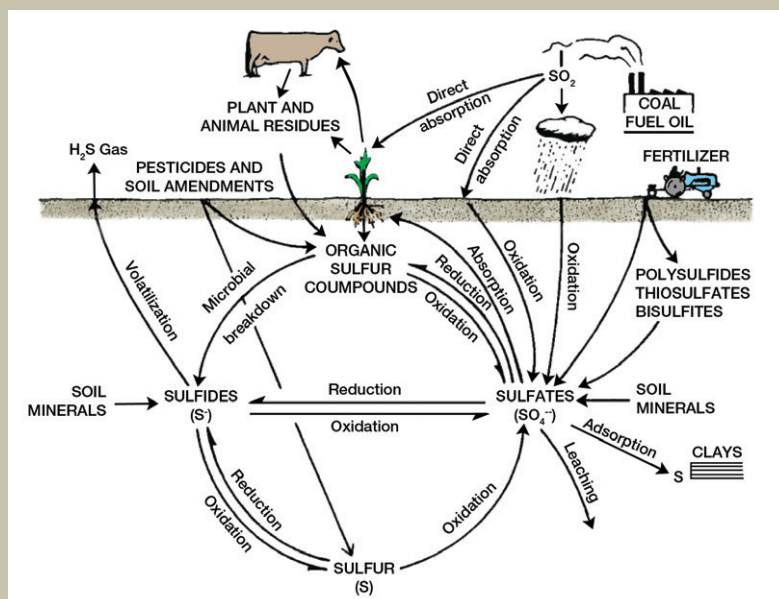 SO2
COAL
FUEL OIL
Direct
absorption
PLANT AND
ANIMAL RESIDUES
Direct
absorption
H2S Gas
PESTICIDES AND
SOIL AMENDMENTS
FERTILIZER
ORGANIC
SULFUR
COUMPOUNDS
Microbial
breakdown
Volatilization
Absorption
Reduction
Oxidation
Oxidation
Oxidation
POLYSULFIDES
THIOSULFATES
BISULFITES
SOIL
MINERALS
SULFIDES
(S-)
Reduction
Oxidation
SULFATES
(SO4--)
SOIL
MINERALS
Adsorption
S
CLAYS
Leaching
Reduction
Oxidation
Oxidation
SULFUR
(S)